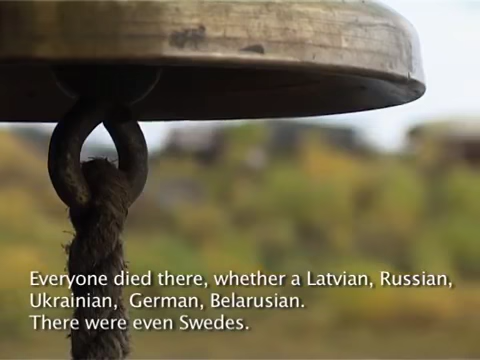 Everyone died there, whether a Latvian, Russian,
Ukrainian, German, Belarusian.
There were even Swedes.